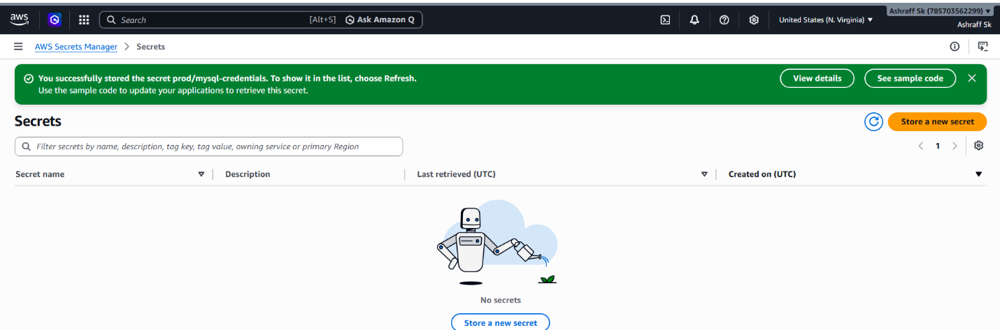 aws
Search [Alt+S] Ask Amazon Q
United States (N. Virginia) ▼
Ashraff Sk (785703562299) ▼
Ashraff Sk
AWS Secrets Manager > Secrets
You successfully stored the secret prod/mysql-credentials. To show it in the list, choose Refresh.
Use the sample code to update your applications to retrieve this secret.
View details
See sample code
Secrets
Store a new secret
Filter secrets by name, description, tag key, tag value, owning service or primary Region
1
Secret name Description Last retrieved (UTC) Created on (UTC)
No secrets
Store a new secret